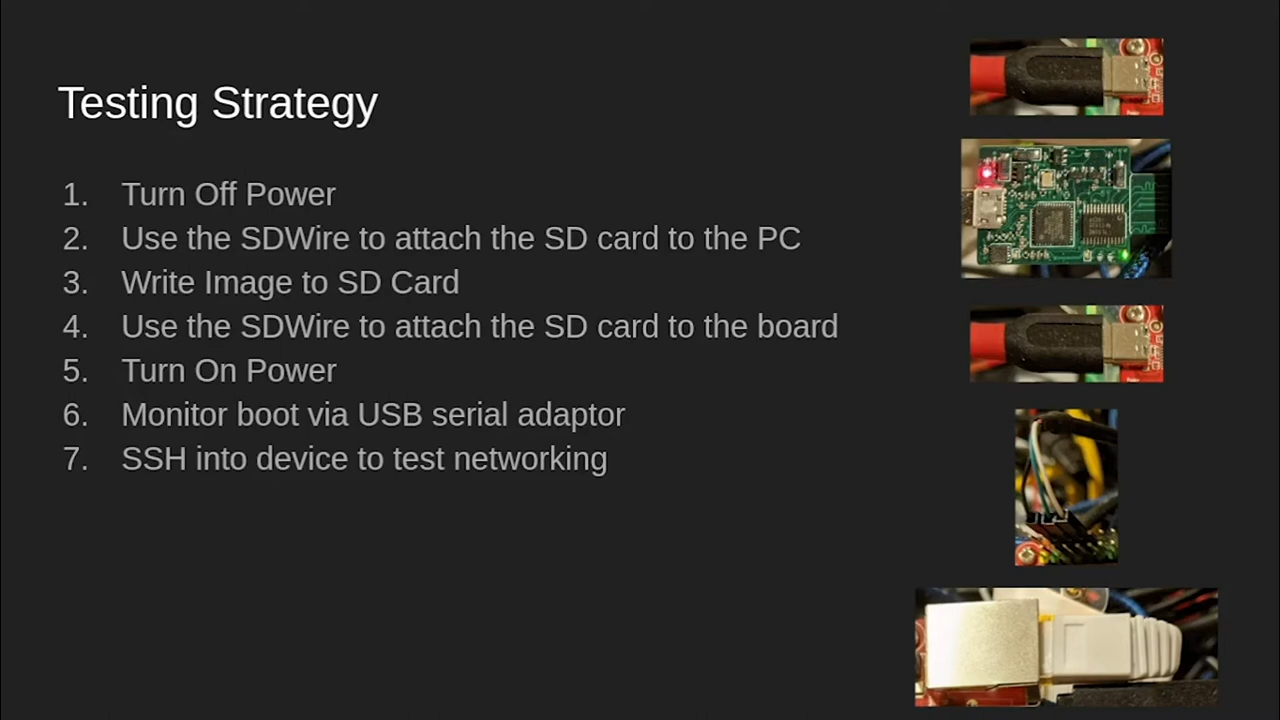 Testing Strategy
1. Turn Off Power
2. Use the SDWire to attach the SD card to the PC
3. Write Image to SD Card
4. Use the SDWire to attach the SD card to the board
5. Turn On Power
6. Monitor boot via USB serial adaptor
7. SSH into device to test networking